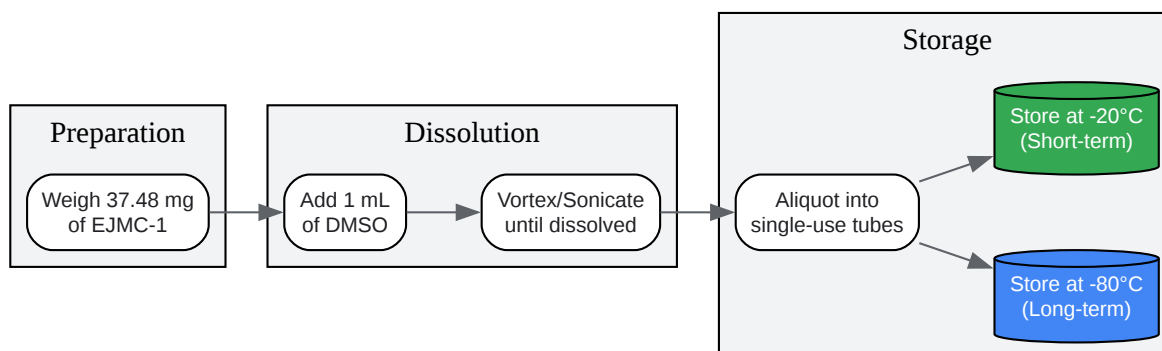 Preparation
Weigh 37.48 mg
of EJMC-1
Dissolution
Add 1 mL
of DMSO
Vortex/Sonicate
until dissolved
Storage
Aliquot into
single-use tubes
Store at -20°C
(Short-term)
Store at -80°C
(Long-term)